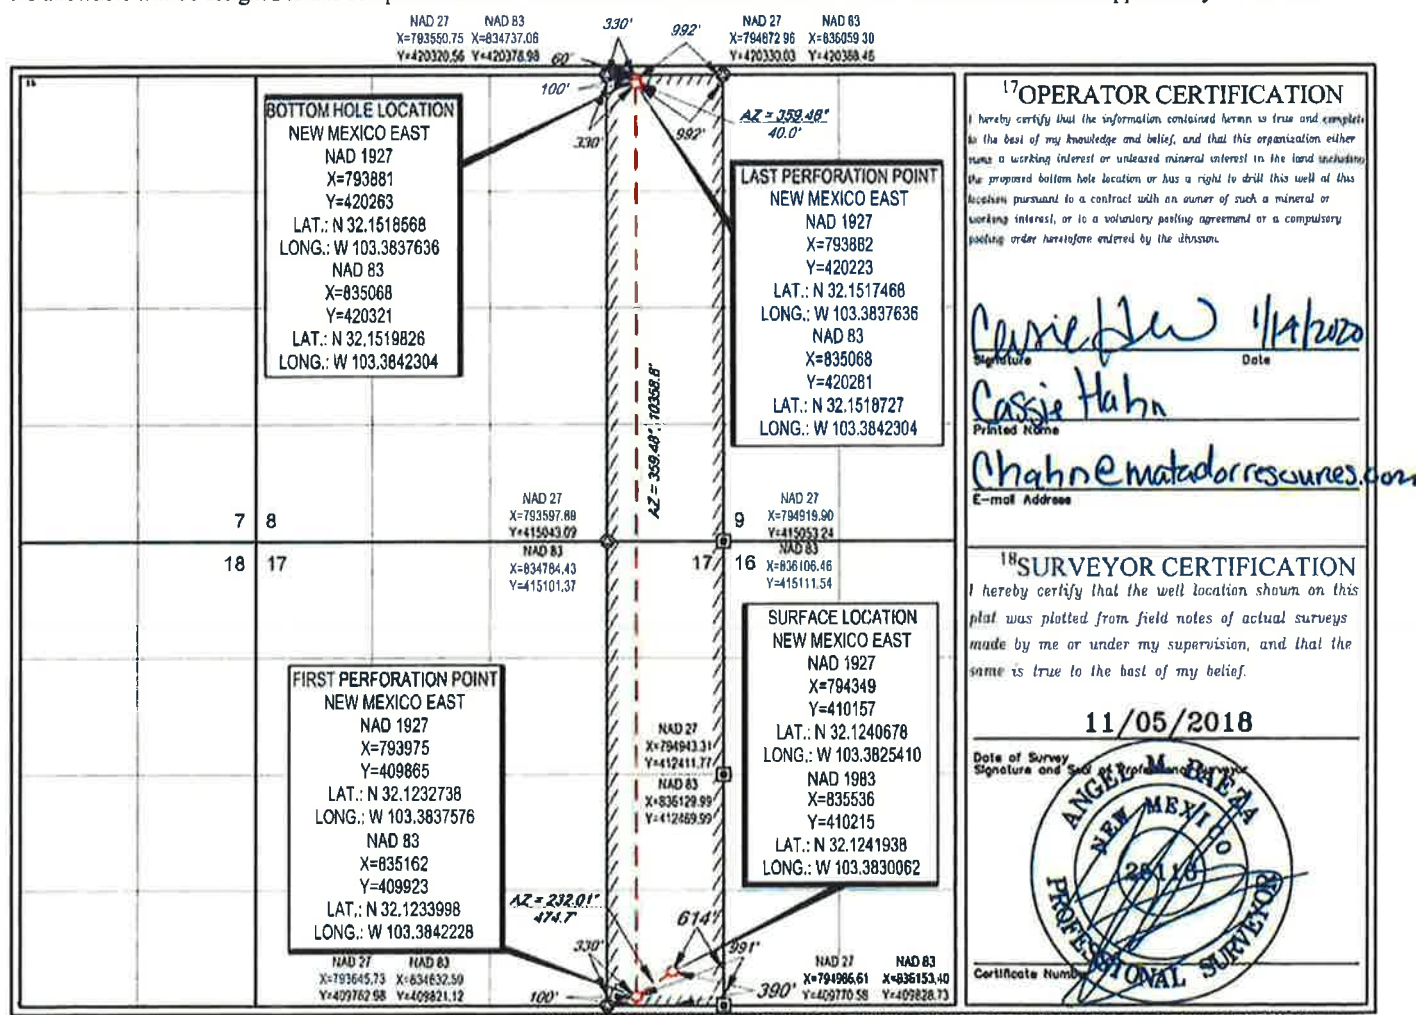 NAD 27 NAD 83
X=793550.75 X=834737.06
Y=420320.56 Y=420378.98
60'
330'
992'
NAD 27 NAD 83
X=794872.96 X=836059.30
Y=420330.03 Y=420388.46
16
100'
330'
992'
AZ = 359.48°
40.0'
BOTTOM HOLE LOCATION
NEW MEXICO EAST
NAD 1927
X=793881
Y=420263
LAT.: N 32.1518568
LONG.: W 103.3837636
NAD 83
X=835068
Y=420321
LAT.: N 32.1519826
LONG.: W 103.3842304
LAST PERFORATION POINT
NEW MEXICO EAST
NAD 1927
X=793882
Y=420223
LAT.: N 32.1517468
LONG.: W 103.3837636
NAD 83
X=835068
Y=420281
LAT.: N 32.1518727
LONG.: W 103.3842304
AZ = 359.48°, 10358.8'
7 8
18 17
NAD 27
X=793597.69
Y=415043.09
NAD 83
X=834784.43
Y=415101.37
9
17 16
NAD 27
X=794919.90
Y=415053.24
NAD 83
X=836106.46
Y=415111.54
FIRST PERFORATION POINT
NEW MEXICO EAST
NAD 1927
X=793975
Y=409865
LAT.: N 32.1232738
LONG.: W 103.3837576
NAD 83
X=835162
Y=409923
LAT.: N 32.1233998
LONG.: W 103.3842228
NAD 27
X=794943.31
Y=412411.77
NAD 83
X=836129.99
Y=412469.99
SURFACE LOCATION
NEW MEXICO EAST
NAD 1927
X=794349
Y=410157
LAT.: N 32.1240678
LONG.: W 103.3825410
NAD 1983
X=835536
Y=410215
LAT.: N 32.1241938
LONG.: W 103.3830062
AZ = 232.01°
474.7'
614'
330'
991'
100'
390'
NAD 27 NAD 83
X=793645.73 X=834832.50
Y=409762.98 Y=409821.12
NAD 27 NAD 83
X=794966.61 X=836153.40
Y=409770.58 Y=409828.73
17OPERATOR CERTIFICATION
I hereby certify that the information contained herein is true and complete
to the best of my knowledge and belief, and that this organization either
owns a working interest or unleased mineral interest in the land including
the proposed bottom hole location or has a right to drill this well at this
location pursuant to a contract with an owner of such a mineral or
working interest, or to a voluntary pooling agreement or a compulsory
pooling order heretofore entered by the division.
1/14/2020
Signature Date
Cassie Hahn
Printed Name
Chahn@matadorresources.com
E-mail Address
18SURVEYOR CERTIFICATION
I hereby certify that the well location shown on this
plat was plotted from field notes of actual surveys
made by me or under my supervision, and that the
same is true to the best of my belief.
11/05/2018
Date of Survey
Signature and Seal of Professional Surveyor
ANGEL M. BAEZA
NEW MEXICO
25116
PROFESSIONAL SURVEYOR
Certificate Number